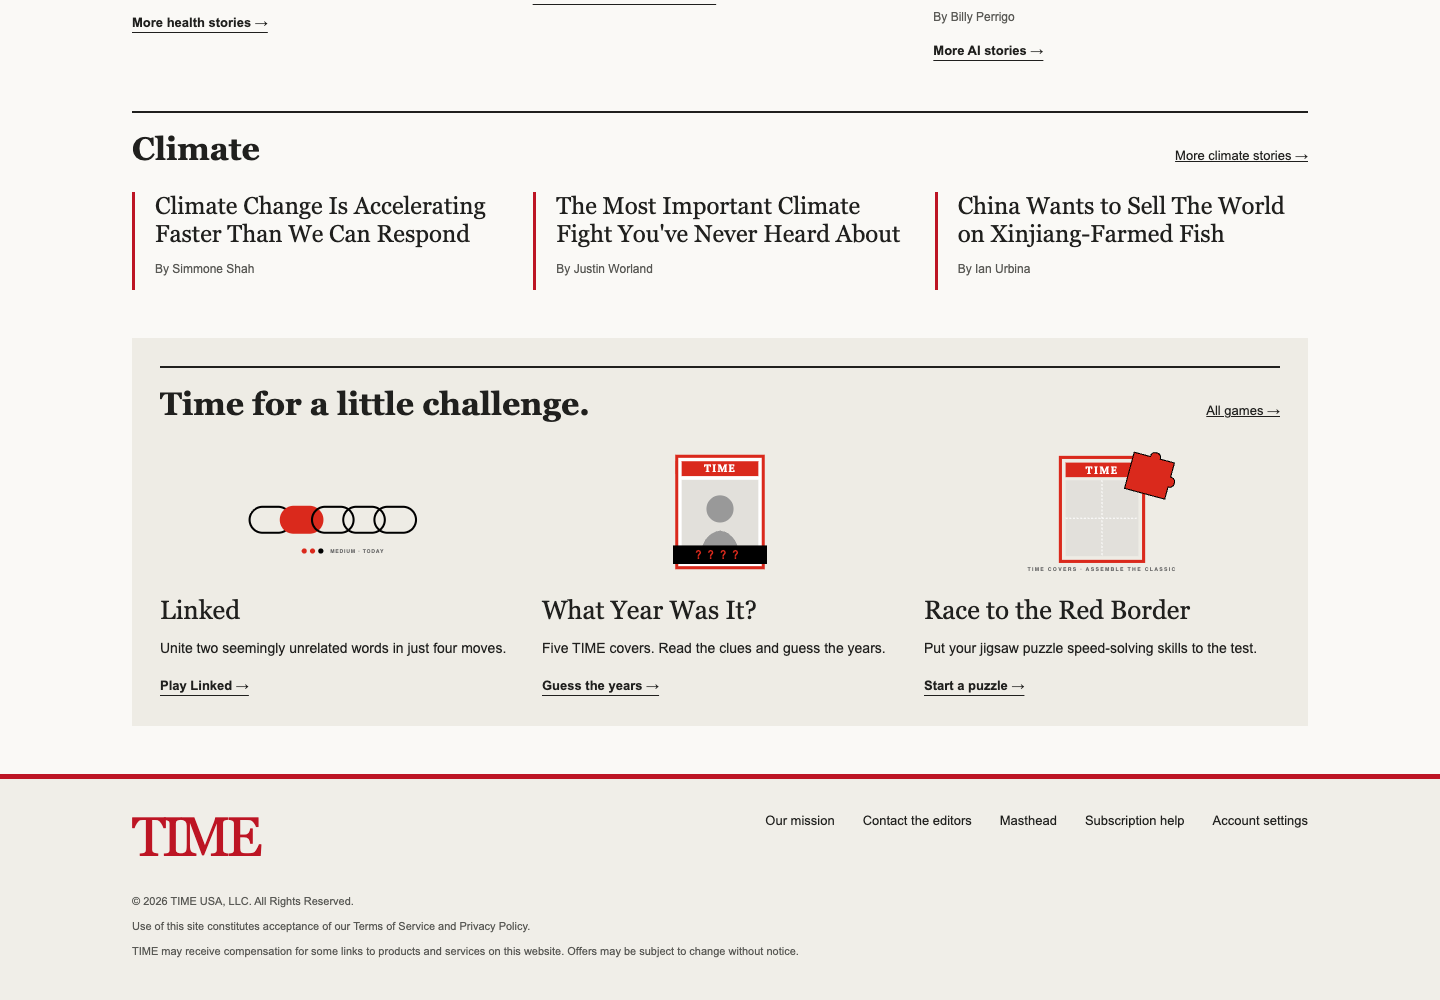 More health stories →
By Billy Perrigo
More AI stories →
Climate
More climate stories →
Climate Change Is Accelerating
Faster Than We Can Respond
By Simmone Shah
The Most Important Climate
Fight You've Never Heard About
By Justin Worland
China Wants to Sell The World
on Xinjiang-Farmed Fish
By Ian Urbina
Time for a little challenge.
All games →
MEDIUM · TODAY
Linked
Unite two seemingly unrelated words in just four moves.
Play Linked →
TIME
? ? ? ?
What Year Was It?
Five TIME covers. Read the clues and guess the years.
Guess the years →
TIME
TIME COVERS · ASSEMBLE THE CLASSIC
Race to the Red Border
Put your jigsaw puzzle speed-solving skills to the test.
Start a puzzle →
TIME
Our mission
Contact the editors
Masthead
Subscription help
Account settings
© 2026 TIME USA, LLC. All Rights Reserved.
Use of this site constitutes acceptance of our Terms of Service and Privacy Policy.
TIME may receive compensation for some links to products and services on this website. Offers may be subject to change without notice.